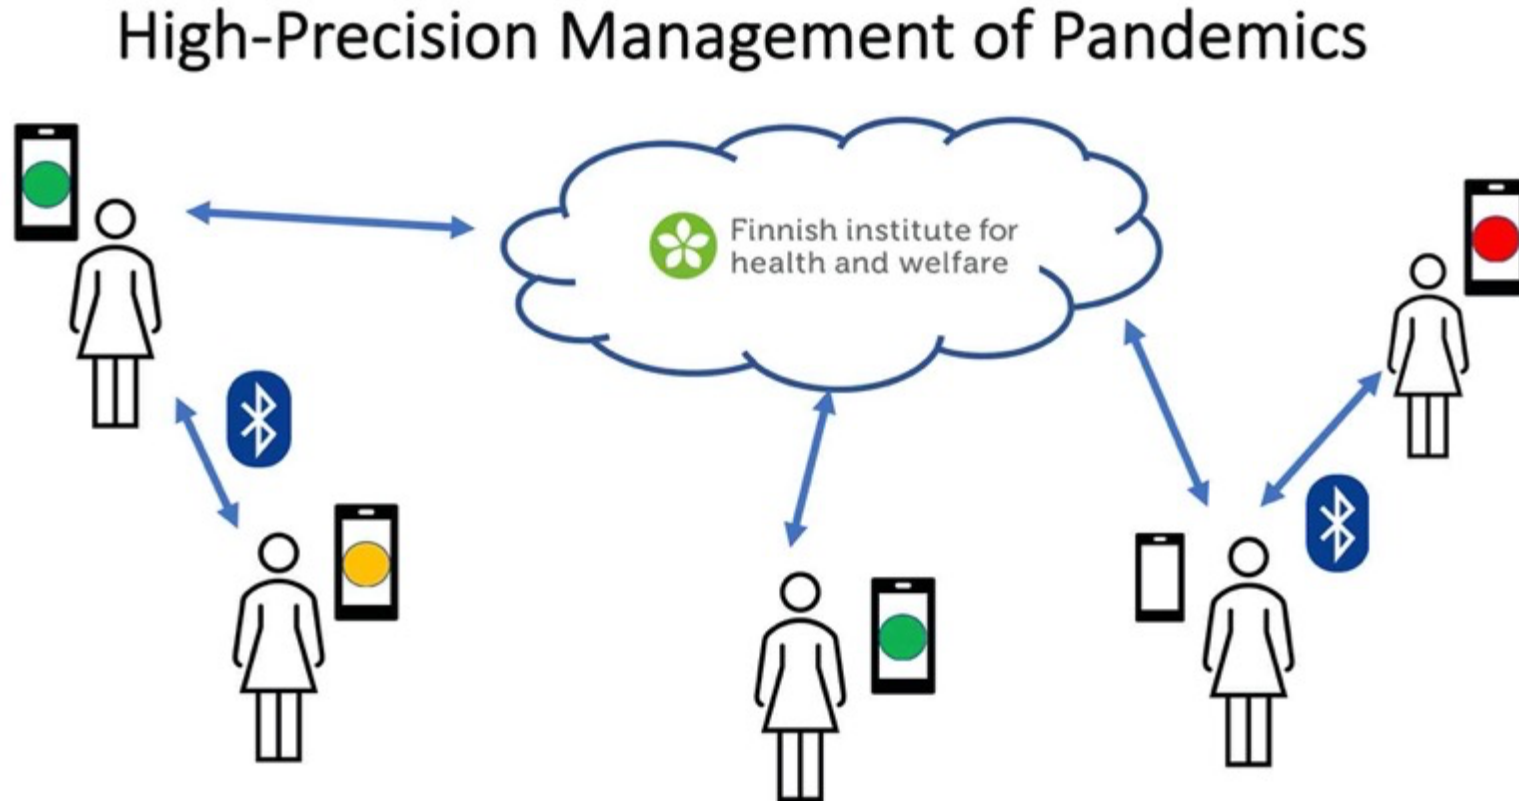 High-Precision Management of Pandemics
Finnish institute for
health and welfare